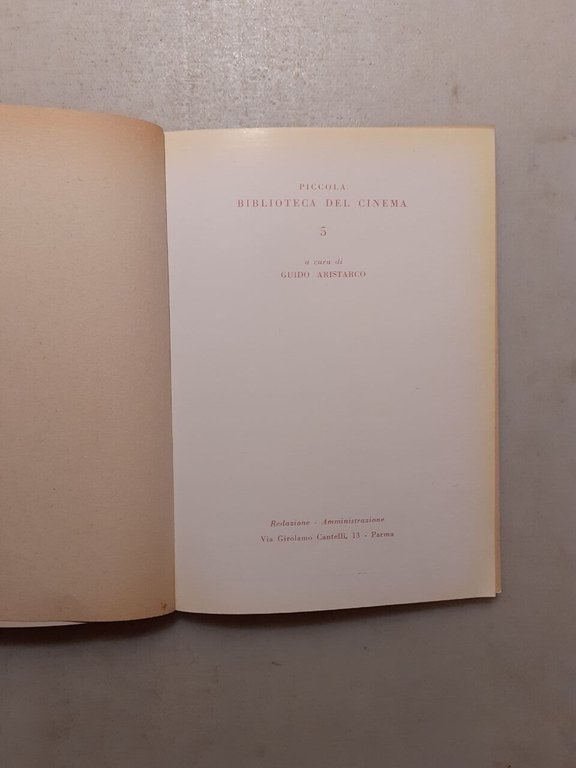 PICCOLA
BIBLIOTECA DEL CINEMA
5
a cura di
GUIDO ARISTARCO
Redazione - Amministrazione
Via Girolamo Cantelli, 13 - Parma